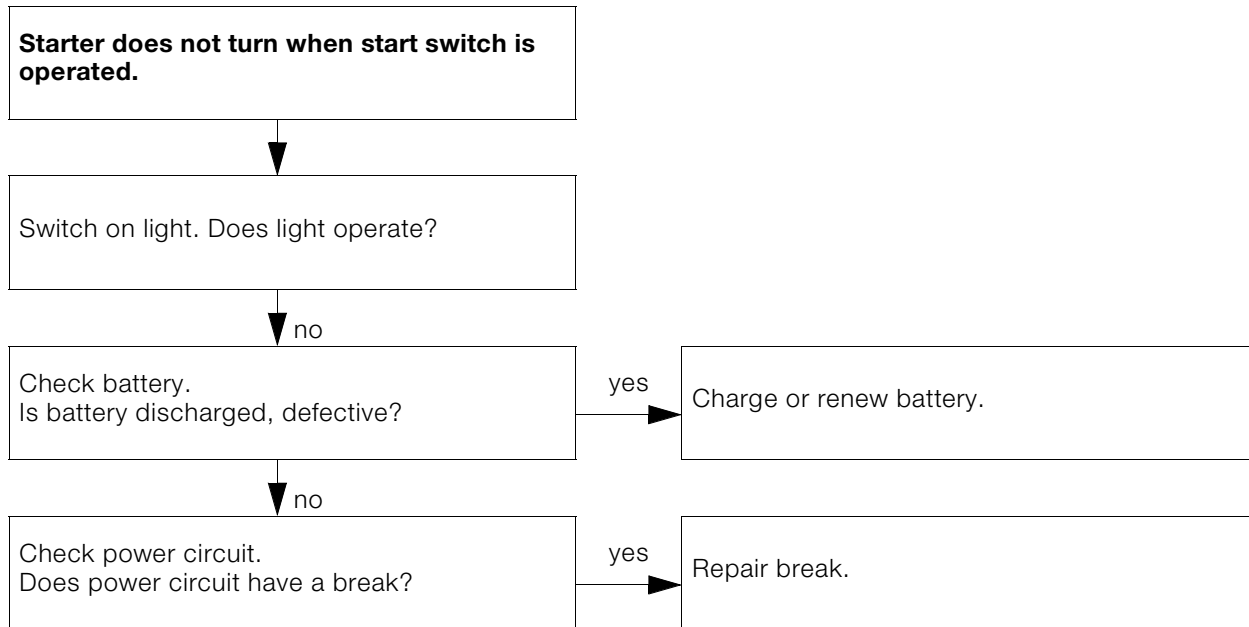 Starter does not turn when start switch is
operated.
Switch on light. Does light operate?
no
Check battery.
Is battery discharged, defective?
yes
Charge or renew battery.
no
Check power circuit.
Does power circuit have a break?
yes
Repair break.